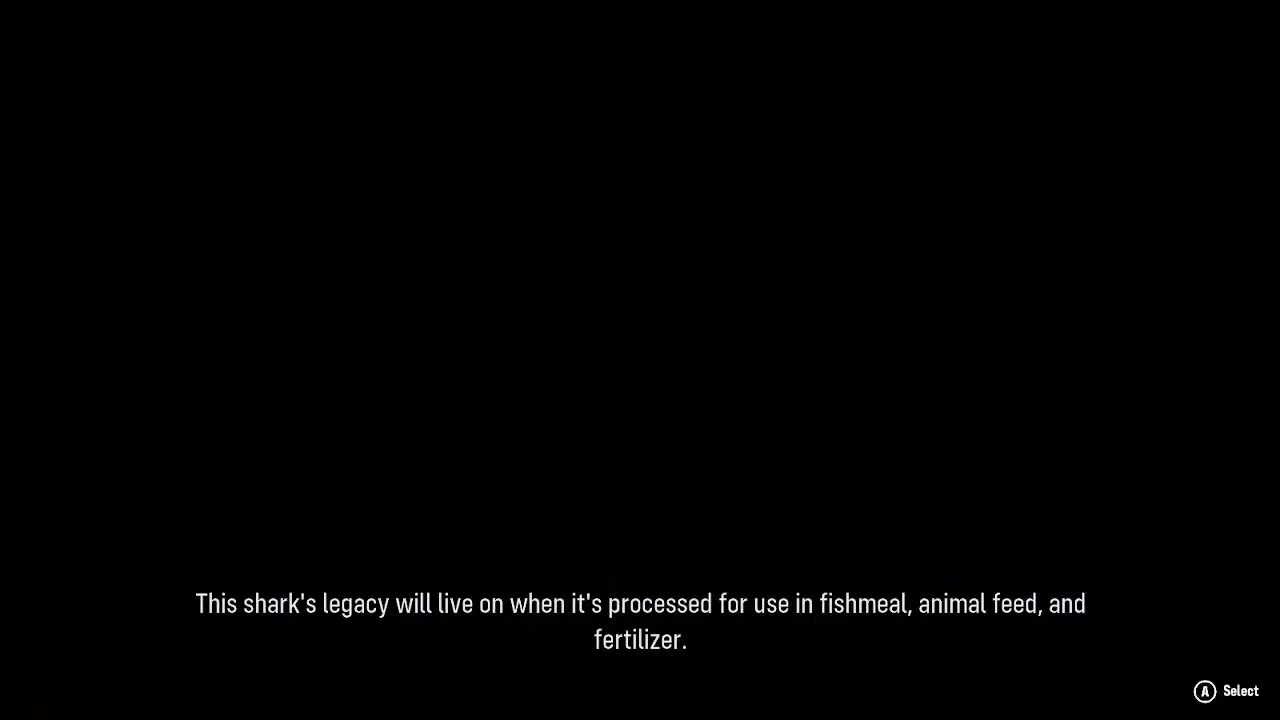 This shark's legacy will live on when it's processed for use in fishmeal, animal feed, and
fertilizer.
A Select